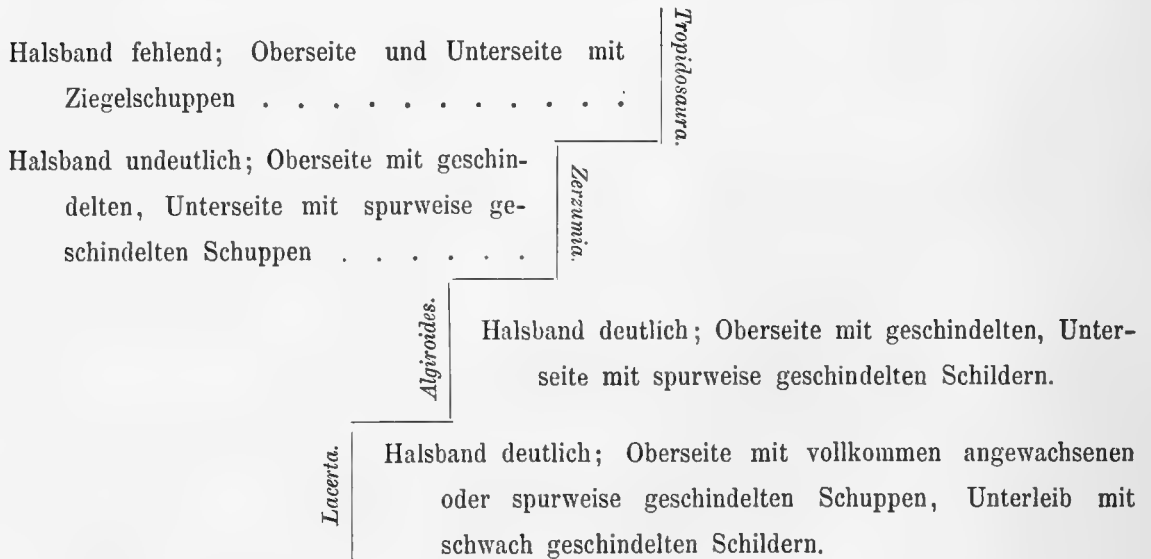 Tropidosaura.
Halsband fehlend; Oberseite und Unterseite mit
Ziegelschuppen . . . . . . . . . . .
Zerzumia.
Halsband undeutlich; Oberseite mit geschin-
delten, Unterseite mit spurweise ge-
schindelten Schuppen . . . . . .
Algiroides.
Halsband deutlich; Oberseite mit geschindelten, Unter-
seite mit spurweise geschindelten Schildern.
Lacerta.
Halsband deutlich; Oberseite mit vollkommen angewachsenen
oder spurweise geschindelten Schuppen, Unterleib mit
schwach geschindelten Schildern.